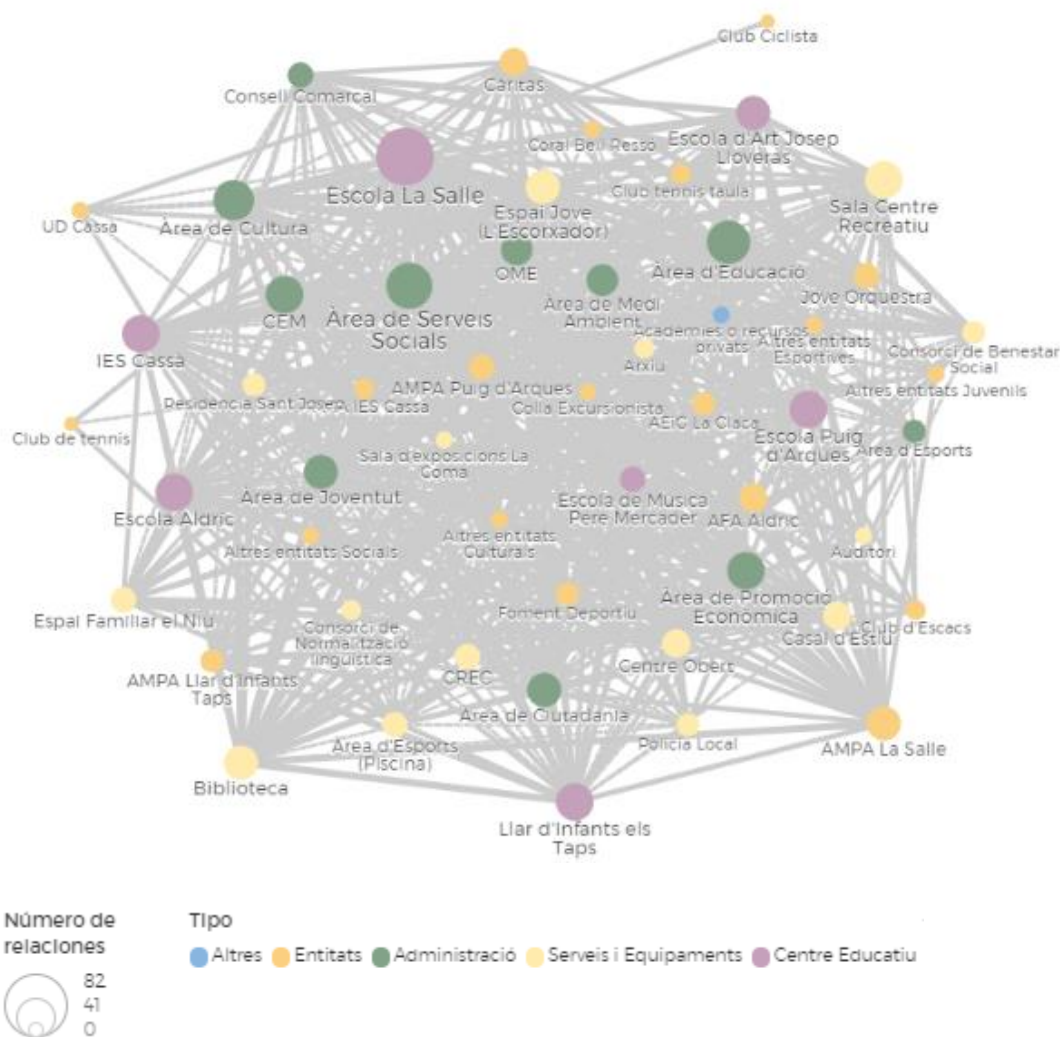 Club Ciclista
Càritas
Consell Comarcal
Coral Bell Ressò
Escola d'Art Josep
Lloveras
Escola La Salle
Club tennis taula
Espai Jove
(L'Escorxador)
Sala Centre
Recreatiu
UD Cassà
Àrea de Cultura
OME
Àrea d'Educació
Jove Orquestra
Àrea de Medi
Ambient
CEM
Àrea de Serveis
Socials
Acadèmies o recursos
privats
Altres entitats
Esportives
Consorci de Benestar
Social
IES Cassà
Arxiu
AMPA Puig d'Arques
Altres entitats Juvenils
Residència Sant Josep
IES Cassà
Colla Excursionista
AEiG La Claca
Escola Puig
d'Arques
Àrea d'Esports
Club de tennis
Sala d'exposicions La
Coma
Àrea de Joventut
Escola de Música
Pere Mercader
AFA Aldric
Escola Aldric
Altres entitats Socials
Altres entitats
Culturals
Auditori
Espai Familiar el Niu
Foment Deportiu
Àrea de Promoció
Econòmica
Casal d'Estiu
Club d'Escacs
Consorci de
Normalització
lingüística
AMPA Llar d'Infants
Taps
CREC
Centre Obert
Àrea de Ciutadania
Àrea d'Esports
(Piscina)
Policia Local
AMPA La Salle
Biblioteca
Llar d'Infants els
Taps
Número de
relaciones
82
41
0
Tipo
Altres
Entitats
Administració
Serveis i Equipaments
Centre Educatiu